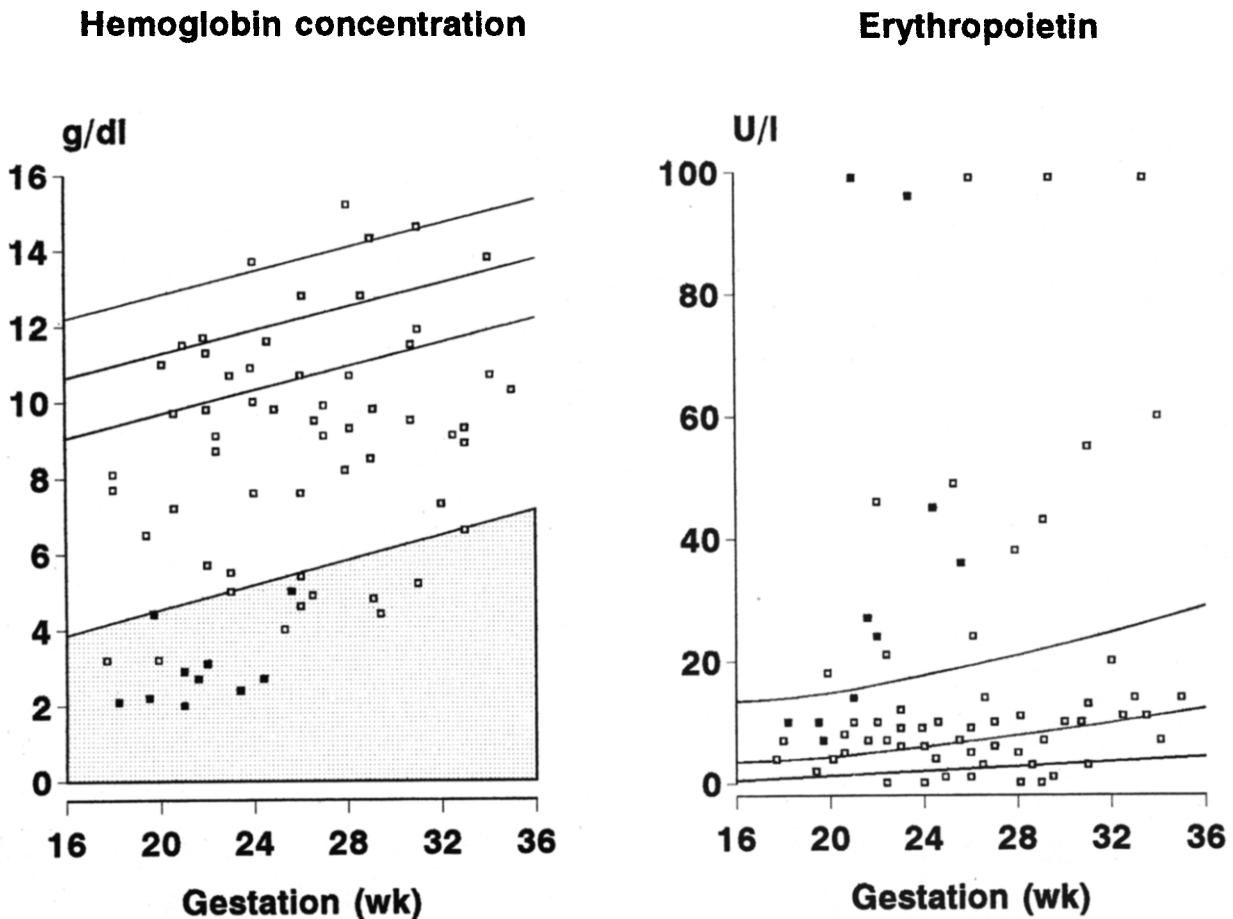 Hemoglobin concentration
g/dl
16
14
12
10
8
6
4
2
0
16 20 24 28 32 36
Gestation (wk)
Erythropoietin
U/l
100
80
60
40
20
0
16 20 24 28 32 36
Gestation (wk)